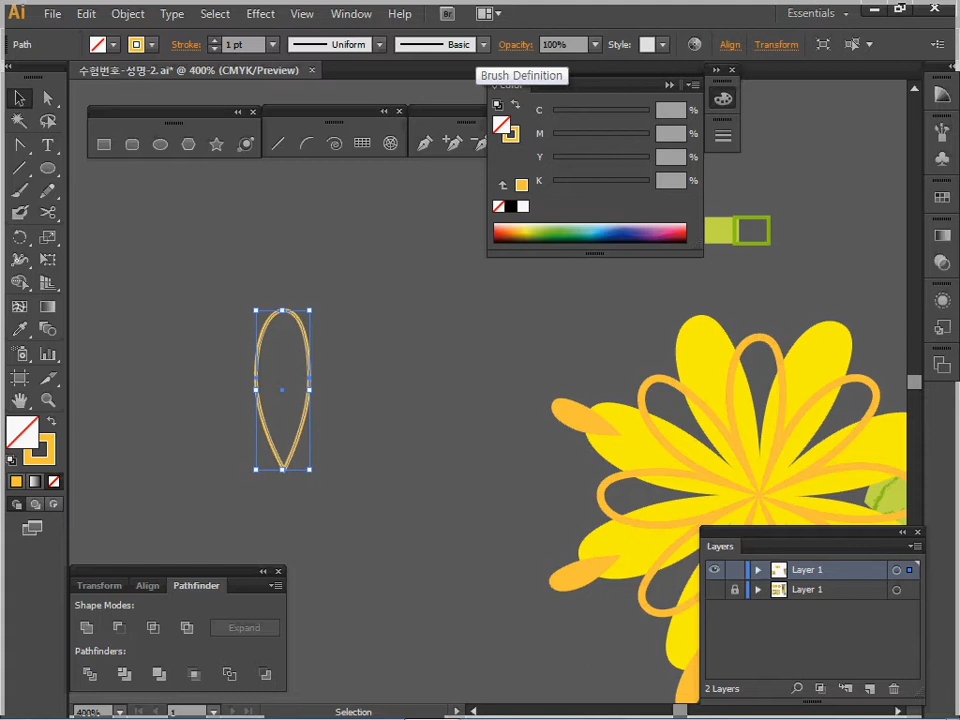 Ai File Edit Object Type Select Effect View Window Help Br Essentials
Path Stroke: 1 pt Uniform Basic Opacity: 100% Style: Align Transform
수험번호-성명-2.ai* @ 400% (CMYK/Preview) ×
Brush Definition
Color
C %
M %
Y %
K %
Layers
Layer 1
Layer 1
2 Layers
Transform Align Pathfinder
Shape Modes:
Expand
Pathfinders:
400% 1 Selection